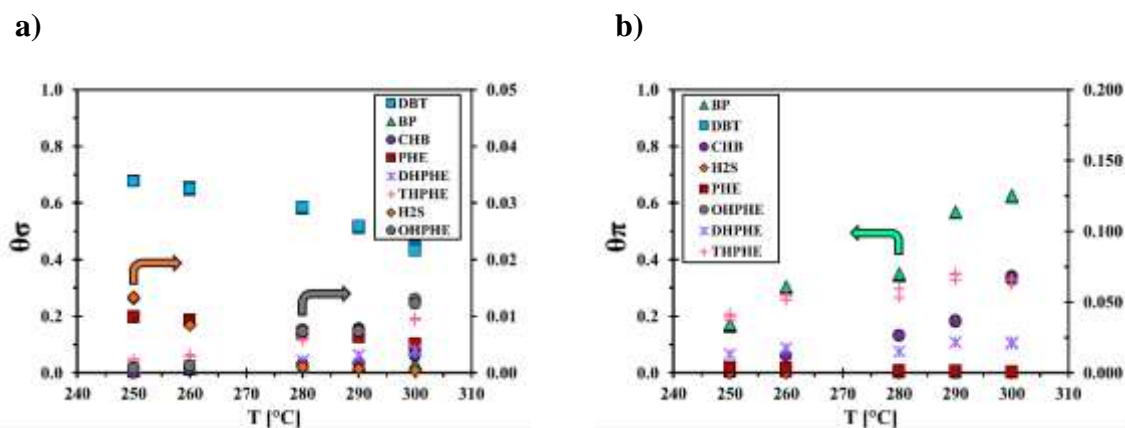 a)
b)
1.0
0.8
0.6
0.4
0.2
0.0
θσ
0.05
0.04
0.03
0.02
0.01
0.00
DBT
BP
CHB
PHE
DHPHE
THPHE
H2S
OHPHE
240 250 260 270 280 290 300 310
T [°C]
1.0
0.8
0.6
0.4
0.2
0.0
θπ
0.200
0.150
0.100
0.050
0.000
BP
DBT
CHB
H2S
PHE
OHPHE
DHPHE
THPHE
240 250 260 270 280 290 300 310
T [°C]